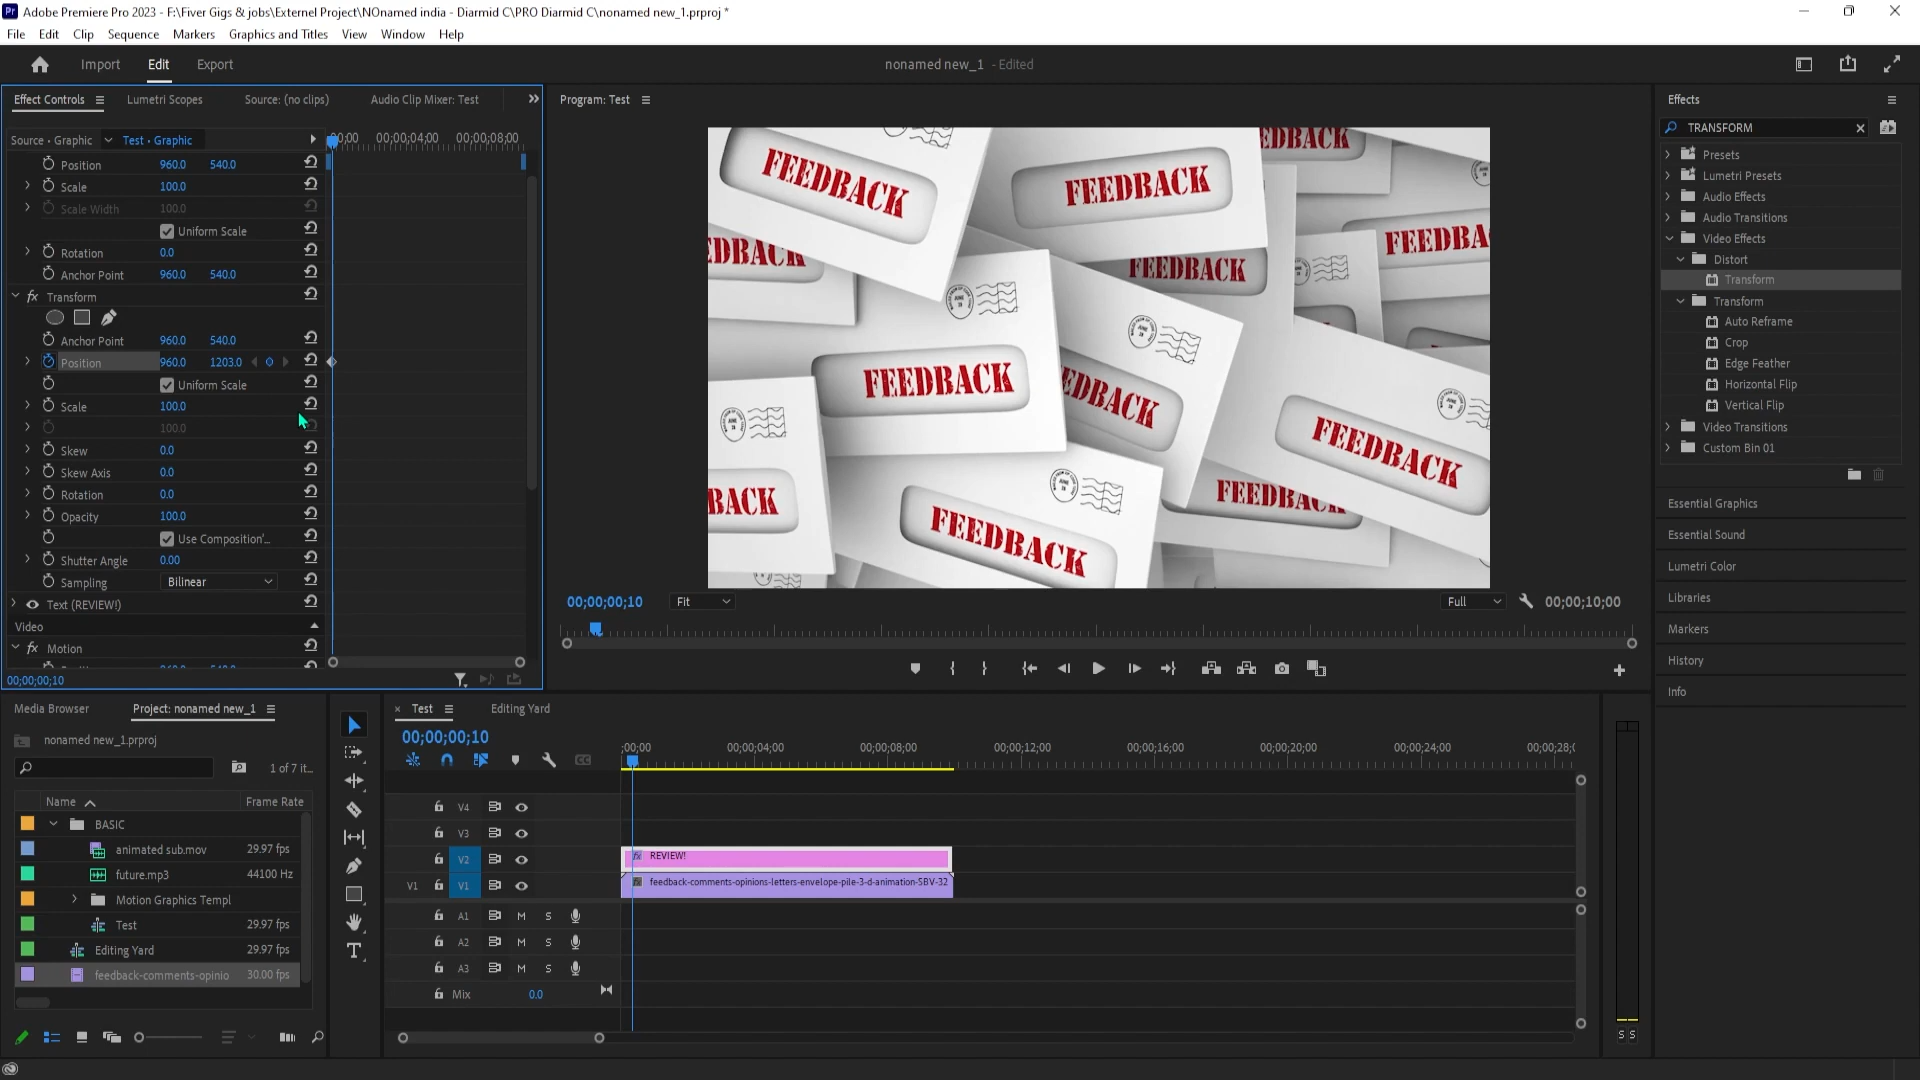 Adobe Premiere Pro 2023 - F:\Fiver Gigs & jobs\Externel Project\NOnamed india - Diarmid C\PRO Diarmid C\nonamed new_1.prproj *
File Edit Clip Sequence Markers Graphics and Titles View Window Help
Import Edit Export
nonamed new_1 - Edited
Effect Controls Lumetri Scopes Source: (no clips) Audio Clip Mixer: Test
Source • Graphic Test • Graphic
:00;00 00;00;04;00 00;00;08;00
Position 960.0 540.0
Scale 100.0
Scale Width 100.0
Uniform Scale
Rotation 0.0
Anchor Point 960.0 540.0
fx Transform
Anchor Point 960.0 540.0
Position 960.0 1203.0
Uniform Scale
Scale 100.0
100.0
Skew 0.0
Skew Axis 0.0
Rotation 0.0
Opacity 100.0
Use Composition'...
Shutter Angle 0.00
Sampling Bilinear
Text (REVIEW!)
Video
fx Motion
00;00;00;10
Program: Test
FEEDBACK
FEEDBACK
FEEDBACK
FEEDBACK
FEEDBACK
FEEDBACK
FEEDBACK
FEEDBACK
00;00;00;10 Fit Full 00;00;10;00
Effects
TRANSFORM
Presets
Lumetri Presets
Audio Effects
Audio Transitions
Video Effects
Distort
Transform
Transform
Auto Reframe
Crop
Edge Feather
Horizontal Flip
Vertical Flip
Video Transitions
Custom Bin 01
Essential Graphics
Essential Sound
Lumetri Color
Libraries
Markers
History
Info
Media Browser Project: nonamed new_1
nonamed new_1.prproj
1 of 7 it...
Name Frame Rate
BASIC
animated sub.mov 29.97 fps
future.mp3 44100 Hz
Motion Graphics Templ
Test 29.97 fps
Editing Yard 29.97 fps
feedback-comments-opinio 30.00 fps
× Test Editing Yard
00;00;00;10
;00;00 00;00;04;00 00;00;08;00 00;00;12;00 00;00;16;00 00;00;20;00 00;00;24;00 00;00;28;0
V4
V3
V2 fx REVIEW!
V1 V1 feedback-comments-opinions-letters-envelope-pile-3-d-animation-SBV-32
A1 M S
A2 M S
A3 M S
Mix 0.0
S S